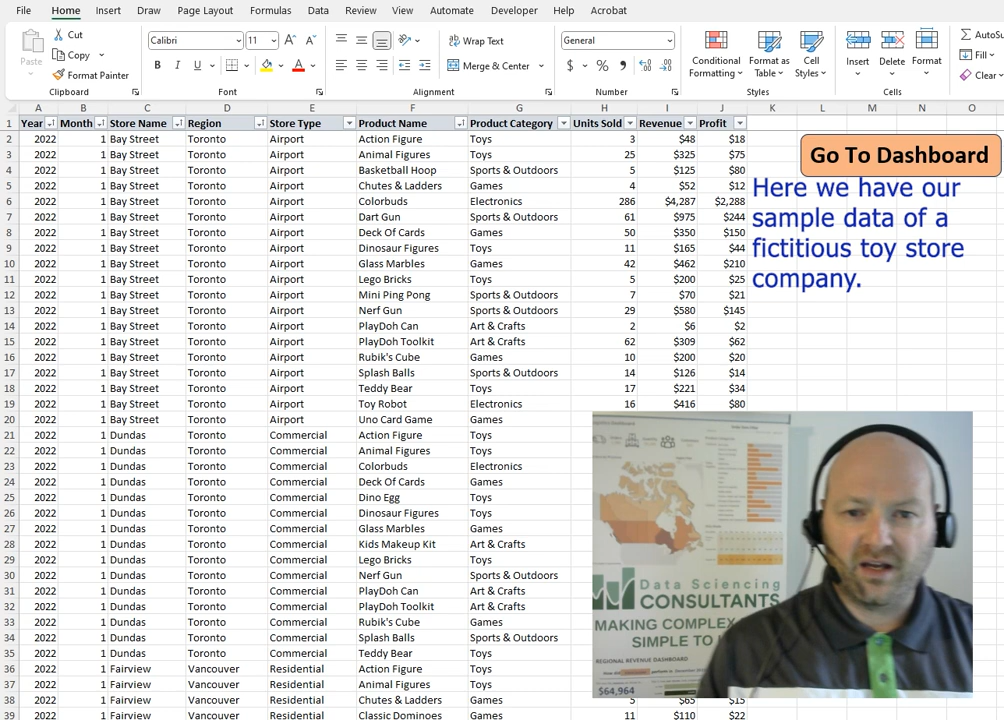 File Home Insert Draw Page Layout Formulas Data Review View Automate Developer Help Acrobat
Paste Cut Copy Format Painter Clipboard
Calibri 11 B I U A Font
Wrap Text Merge & Center Alignment
General $ % Number
Conditional Formatting Format as Table Cell Styles Styles
Insert Delete Format Cells
Fill Clear
A B C D E F G H I J K L M N O
1 Year Month Store Name Region Store Type Product Name Product Category Units Sold Revenue Profit
2 2022 1 Bay Street Toronto Airport Action Figure Toys 3 $48 $18
3 2022 1 Bay Street Toronto Airport Animal Figures Toys 25 $325 $75
4 2022 1 Bay Street Toronto Airport Basketball Hoop Sports & Outdoors 5 $125 $80
5 2022 1 Bay Street Toronto Airport Chutes & Ladders Games 4 $52 $12
6 2022 1 Bay Street Toronto Airport Colorbuds Electronics 286 $4,287 $2,288
7 2022 1 Bay Street Toronto Airport Dart Gun Sports & Outdoors 61 $975 $244
8 2022 1 Bay Street Toronto Airport Deck Of Cards Games 50 $350 $150
9 2022 1 Bay Street Toronto Airport Dinosaur Figures Toys 11 $165 $44
10 2022 1 Bay Street Toronto Airport Glass Marbles Games 42 $462 $210
11 2022 1 Bay Street Toronto Airport Lego Bricks Toys 5 $200 $25
12 2022 1 Bay Street Toronto Airport Mini Ping Pong Sports & Outdoors 7 $70 $21
13 2022 1 Bay Street Toronto Airport Nerf Gun Sports & Outdoors 29 $580 $145
14 2022 1 Bay Street Toronto Airport PlayDoh Can Art & Crafts 2 $6 $2
15 2022 1 Bay Street Toronto Airport PlayDoh Toolkit Art & Crafts 62 $309 $62
16 2022 1 Bay Street Toronto Airport Rubik's Cube Games 10 $200 $20
17 2022 1 Bay Street Toronto Airport Splash Balls Sports & Outdoors 14 $126 $14
18 2022 1 Bay Street Toronto Airport Teddy Bear Toys 17 $221 $34
19 2022 1 Bay Street Toronto Airport Toy Robot Electronics 16 $416 $80
20 2022 1 Bay Street Toronto Airport Uno Card Game Games
21 2022 1 Dundas Toronto Commercial Action Figure Toys
22 2022 1 Dundas Toronto Commercial Animal Figures Toys
23 2022 1 Dundas Toronto Commercial Colorbuds Electronics
24 2022 1 Dundas Toronto Commercial Deck Of Cards Games
25 2022 1 Dundas Toronto Commercial Dino Egg Toys
26 2022 1 Dundas Toronto Commercial Dinosaur Figures Toys
27 2022 1 Dundas Toronto Commercial Glass Marbles Games
28 2022 1 Dundas Toronto Commercial Kids Makeup Kit Art & Crafts
29 2022 1 Dundas Toronto Commercial Lego Bricks Toys
30 2022 1 Dundas Toronto Commercial Nerf Gun Sports & Outdoors
31 2022 1 Dundas Toronto Commercial PlayDoh Can Art & Crafts
32 2022 1 Dundas Toronto Commercial PlayDoh Toolkit Art & Crafts
33 2022 1 Dundas Toronto Commercial Rubik's Cube Games
34 2022 1 Dundas Toronto Commercial Splash Balls Sports & Outdoors
35 2022 1 Dundas Toronto Commercial Teddy Bear Toys
36 2022 1 Fairview Vancouver Residential Action Figure Toys
37 2022 1 Fairview Vancouver Residential Animal Figures Toys
38 2022 1 Fairview Vancouver Residential Chutes & Ladders Games 5 $65 $15
39 2022 1 Fairview Vancouver Residential Classic Dominoes Games 11 $110 $22
Go To Dashboard
Here we have our
sample data of a
fictitious toy store
company.
Data Sciencing
CONSULTANTS
MAKING COMPLEX
SIMPLE TO
REGIONAL REVENUE DASHBOARD
$64,964